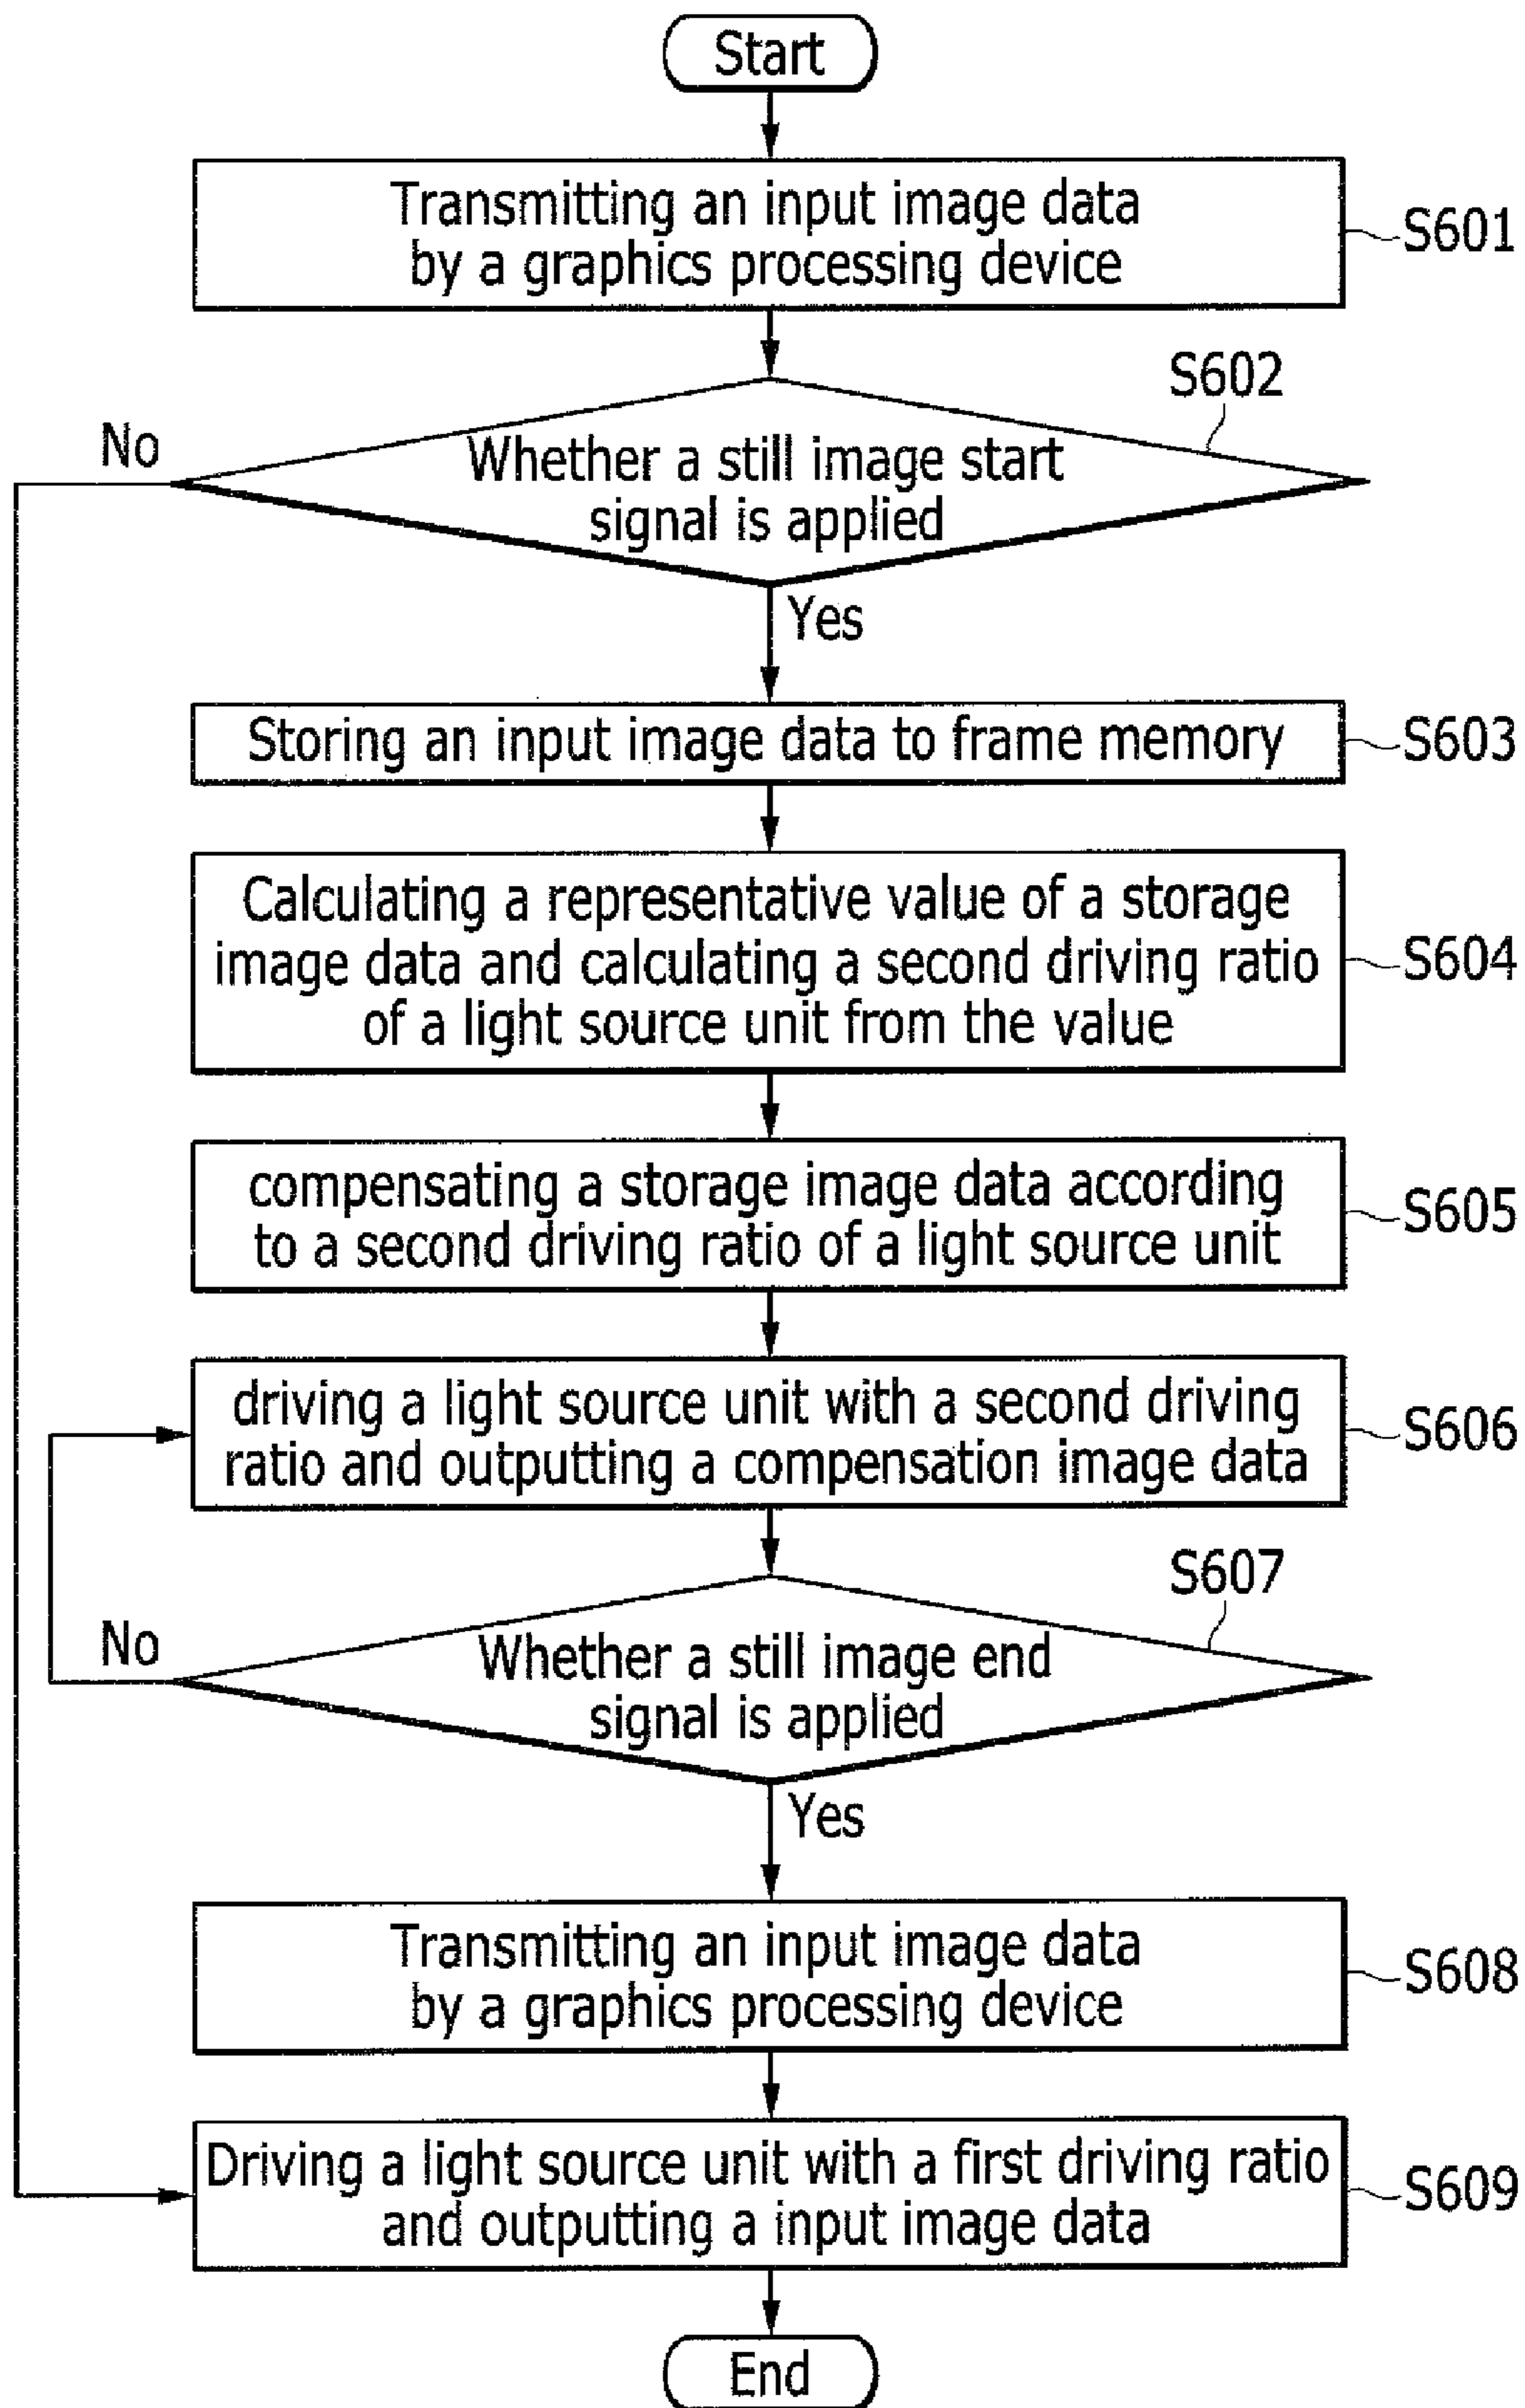 Start
Transmitting an input image data
by a graphics processing device
S601
S602
No
Whether a still image start
signal is applied
Yes
Storing an input image data to frame memory
S603
Calculating a representative value of a storage
image data and calculating a second driving ratio
of a light source unit from the value
S604
compensating a storage image data according
to a second driving ratio of a light source unit
S605
driving a light source unit with a second driving
ratio and outputting a compensation image data
S606
S607
No
Whether a still image end
signal is applied
Yes
Transmitting an input image data
by a graphics processing device
S608
Driving a light source unit with a first driving ratio
and outputting a input image data
S609
End